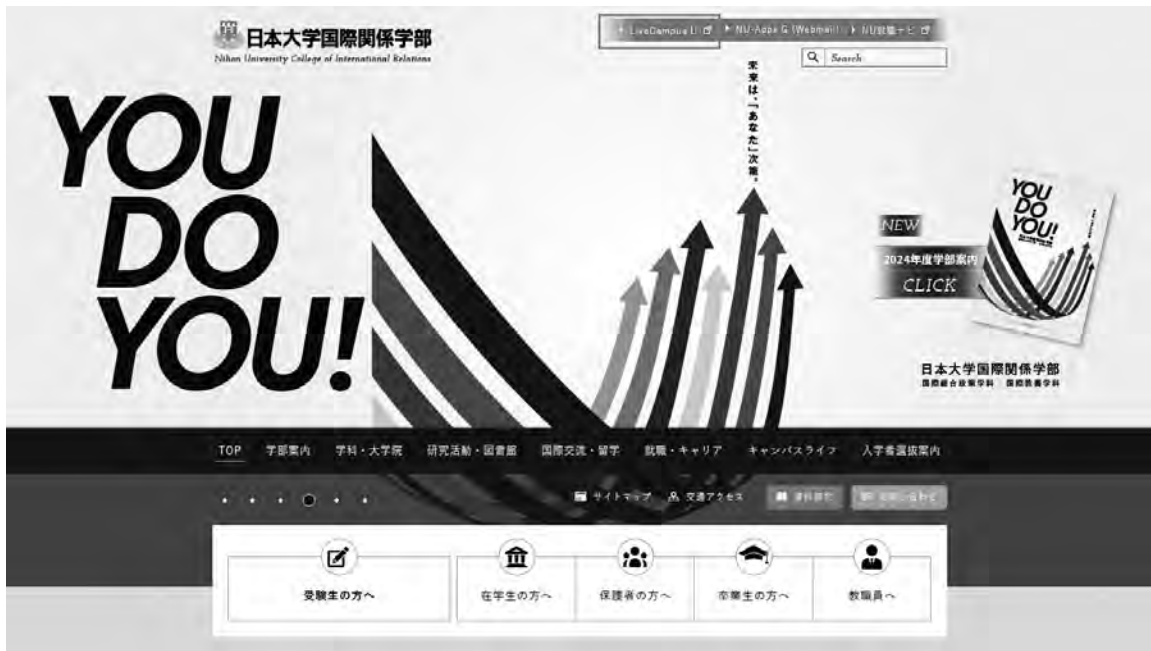 日本大学国際関係学部
Nihon University College of International Relations
LiveCampus U
NU-Apps G (Webmail)
NU就職ナビ
Search
未来は、「あなた」次第。
YOU
DO
YOU!
YOU
DO
YOU!
NEW
2024年度学部案内
CLICK
日本大学国際関係学部
国際総合政策学科 国際教養学科
TOP 学部案内 学科・大学院 研究活動・図書館 国際交流・留学 就職・キャリア キャンパスライフ 入学者選抜案内
サイトマップ 交通アクセス 資料請求 お問い合わせ
受験生の方へ 在学生の方へ 保護者の方へ 卒業生の方へ 教職員へ